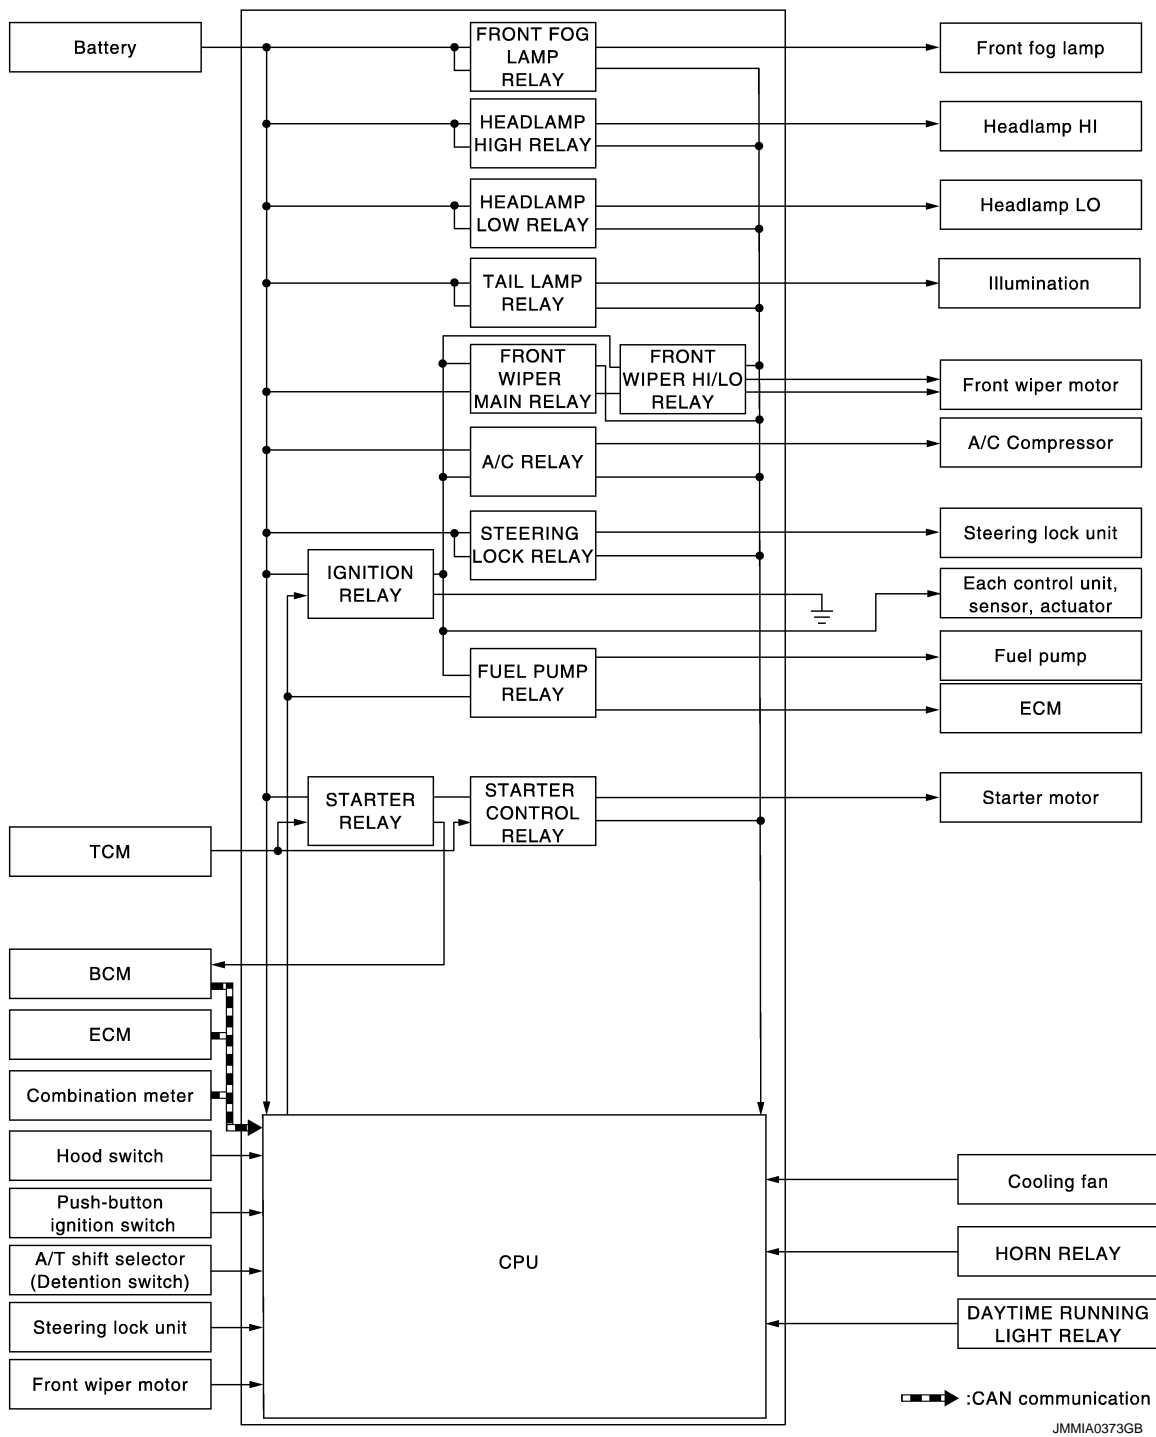 Battery
FRONT FOG
LAMP
RELAY
Front fog lamp
HEADLAMP
HIGH RELAY
Headlamp HI
HEADLAMP
LOW RELAY
Headlamp LO
TAIL LAMP
RELAY
Illumination
FRONT
WIPER
MAIN RELAY
FRONT
WIPER HI/LO
RELAY
Front wiper motor
A/C RELAY
A/C Compressor
STEERING
LOCK RELAY
Steering lock unit
IGNITION
RELAY
Each control unit,
sensor, actuator
FUEL PUMP
RELAY
Fuel pump
ECM
STARTER
RELAY
STARTER
CONTROL
RELAY
Starter motor
TCM
BCM
ECM
Combination meter
Hood switch
Push-button
ignition switch
A/T shift selector
(Detention switch)
Steering lock unit
Front wiper motor
CPU
Cooling fan
HORN RELAY
DAYTIME RUNNING
LIGHT RELAY
:CAN communication
JMMIA0373GB